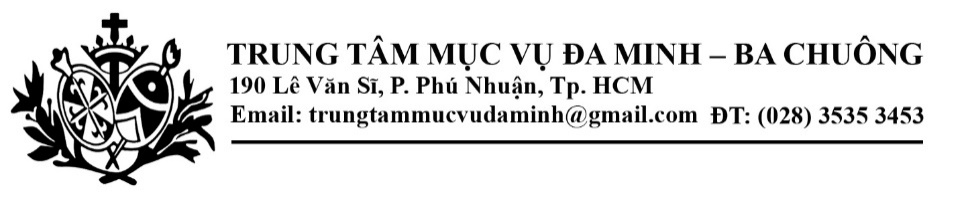 TRUNG TÂM MỤC VỤ ĐA MINH – BA CHUÔNG
190 Lê Văn Sĩ, P. Phú Nhuận, Tp. HCM
Email: trungtammucvudaminh@gmail.com ĐT: (028) 3535 3453